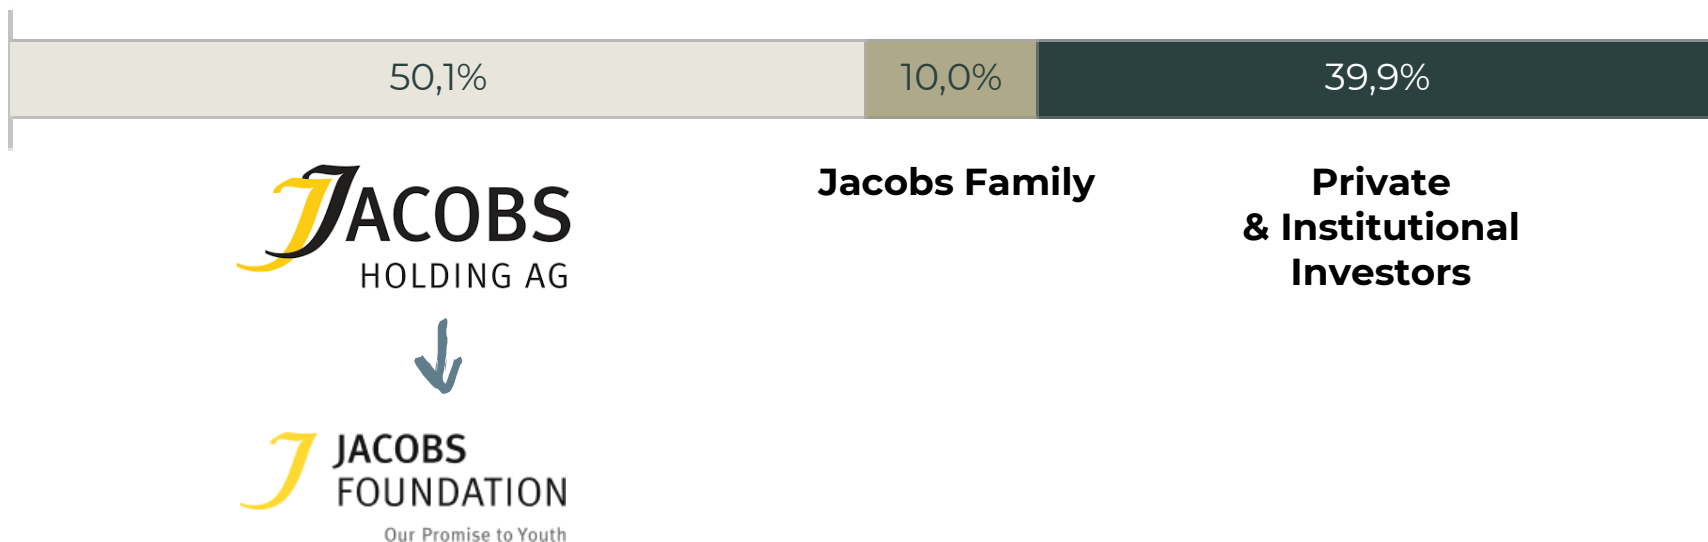 50,1%
10,0%
39,9%
JACOBS
HOLDING AG
Jacobs Family
Private
& Institutional
Investors
JACOBS
FOUNDATION
Our Promise to Youth